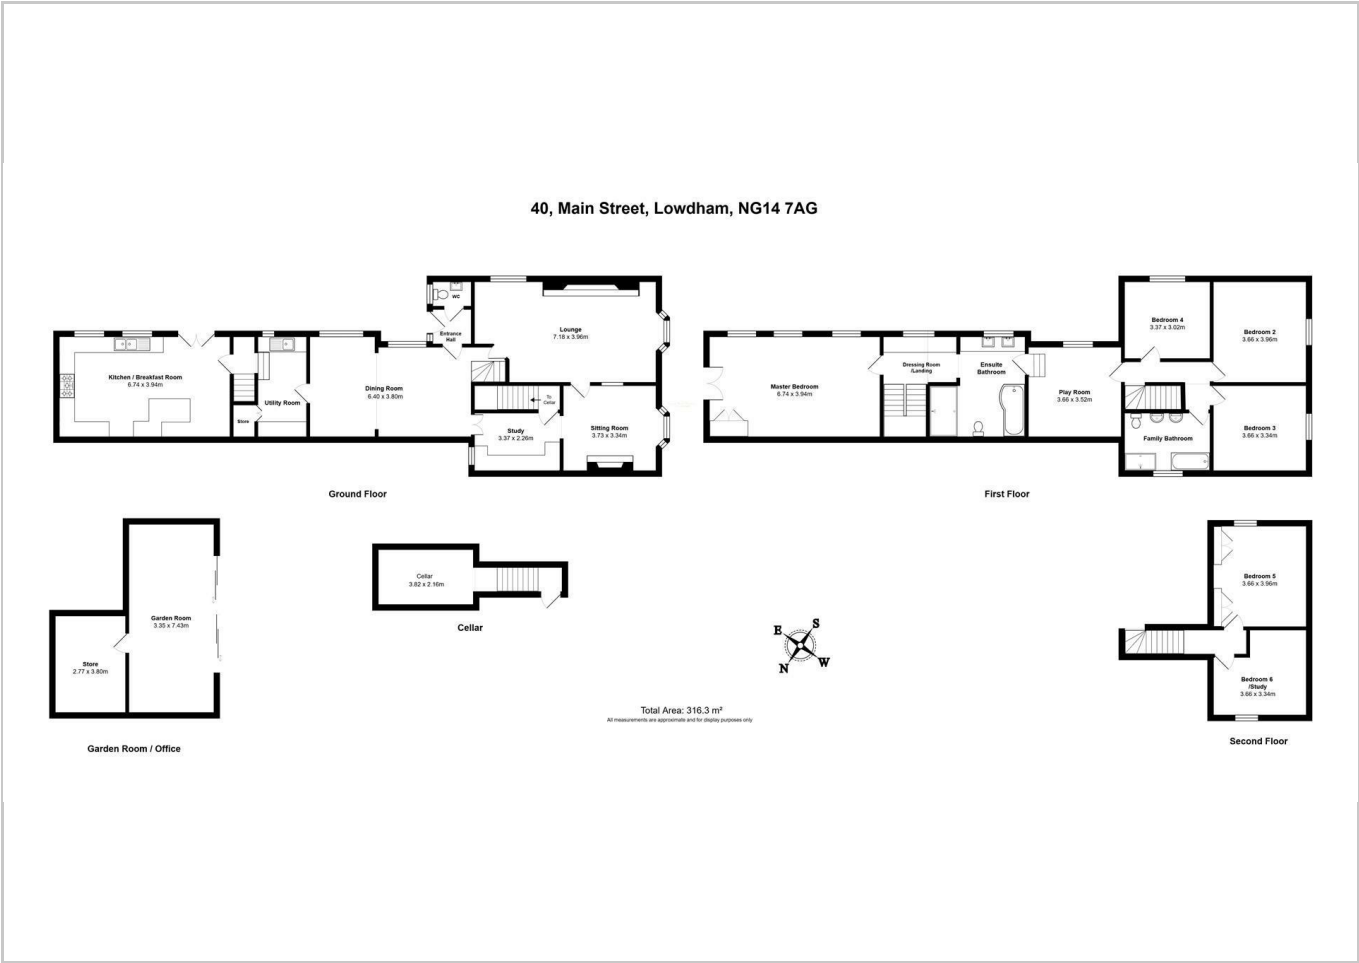 40, Main Street, Lowdham, NG14 7AG
WC
Entrance
Hall
Lounge
7.18 x 3.96m
Kitchen / Breakfast Room
6.74 x 3.94m
Utility Room
Store
Dining Room
6.40 x 3.80m
To
Cellar
Study
3.37 x 2.26m
Sitting Room
3.73 x 3.34m
Ground Floor
Master Bedroom
6.74 x 3.94m
Dressing Room
/Landing
Ensuite
Bathroom
Play Room
3.66 x 3.52m
Bedroom 4
3.37 x 3.02m
Bedroom 2
3.66 x 3.96m
Bedroom 3
3.66 x 3.34m
Family Bathroom
First Floor
Garden Room
3.35 x 7.43m
Store
2.77 x 3.80m
Garden Room / Office
Cellar
3.82 x 2.16m
Cellar
E
S
N
W
Total Area: 316.3 m²
All measurements are approximate and for display purposes only
Bedroom 5
3.66 x 3.96m
Bedroom 6
/Study
3.66 x 3.34m
Second Floor